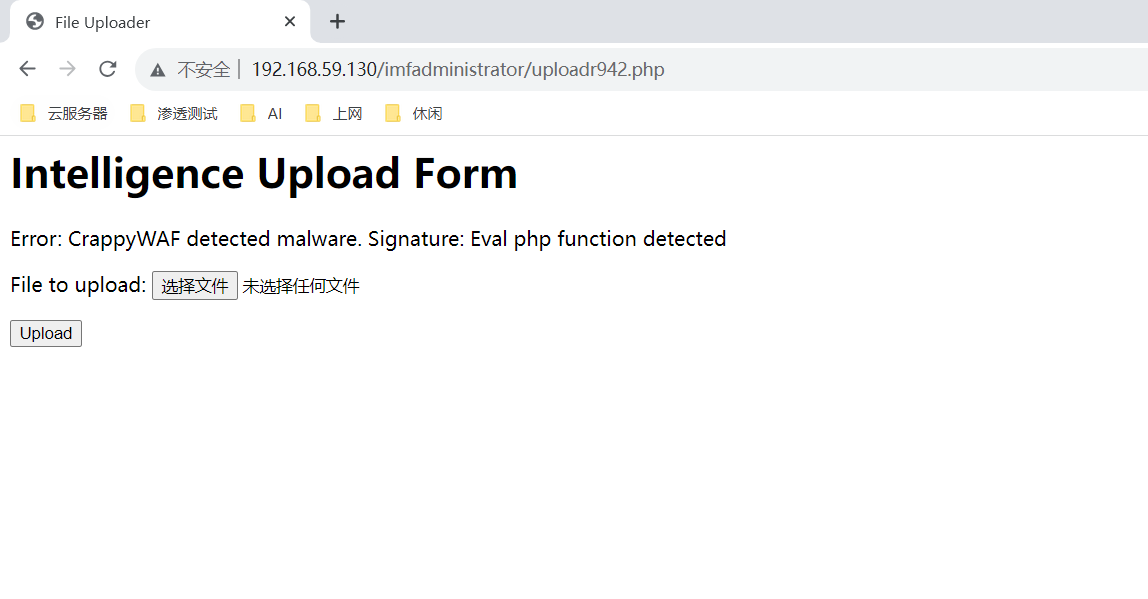 File Uploader
不安全 192.168.59.130/imfadministrator/uploadr942.php
云服务器 渗透测试 AI 上网 休闲
Intelligence Upload Form
Error: CrappyWAF detected malware. Signature: Eval php function detected
File to upload: 选择文件 未选择任何文件
Upload